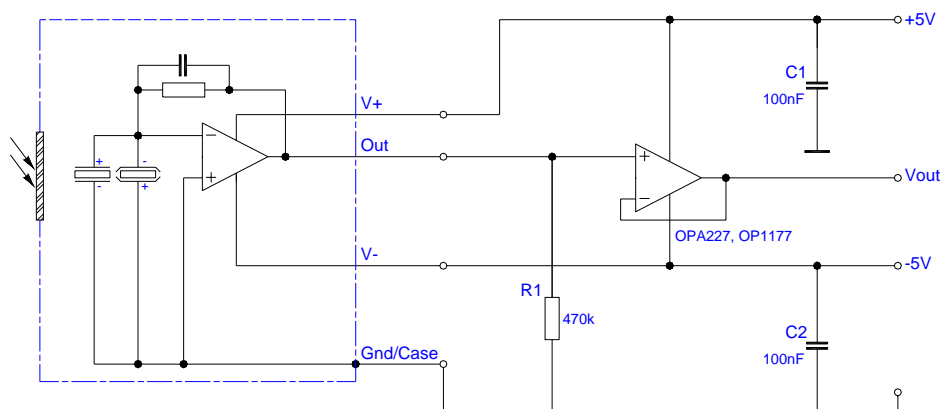 +5V
C1
100nF
V+
Out
+
-
-
+
−
+
+
−
Vout
OPA227, OP1177
V-
-5V
R1
470k
C2
100nF
Gnd/Case